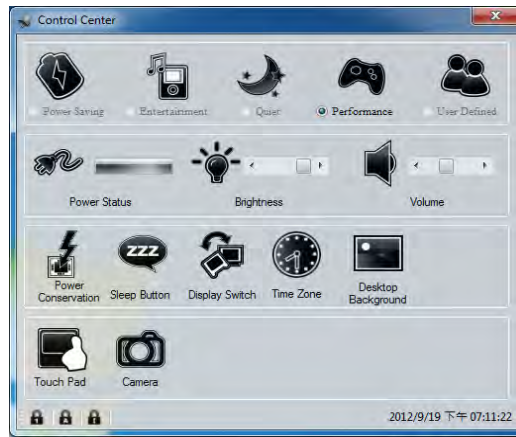 Control Center
Power Saving
Entertainment
Quiet
Performance
User Defined
Power Status
Brightness
Volume
zzz
Power
Conservation
Sleep Button
Display Switch
Time Zone
Desktop
Background
Touch Pad
Camera
2012/9/19 下午 07:11:22